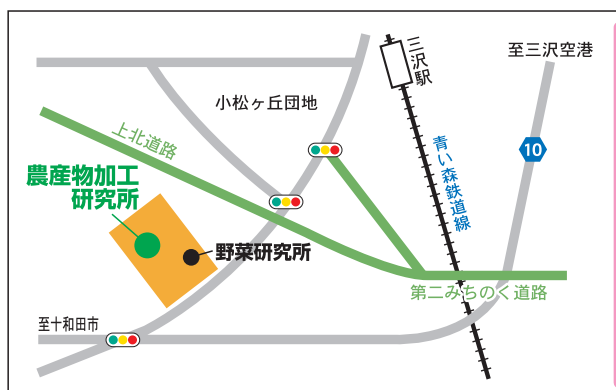 三沢駅
至三沢空港
小松ヶ丘団地
上北道路
10
青い森鉄道線
農産物加工
研究所
野菜研究所
第二みちのく道路
至十和田市